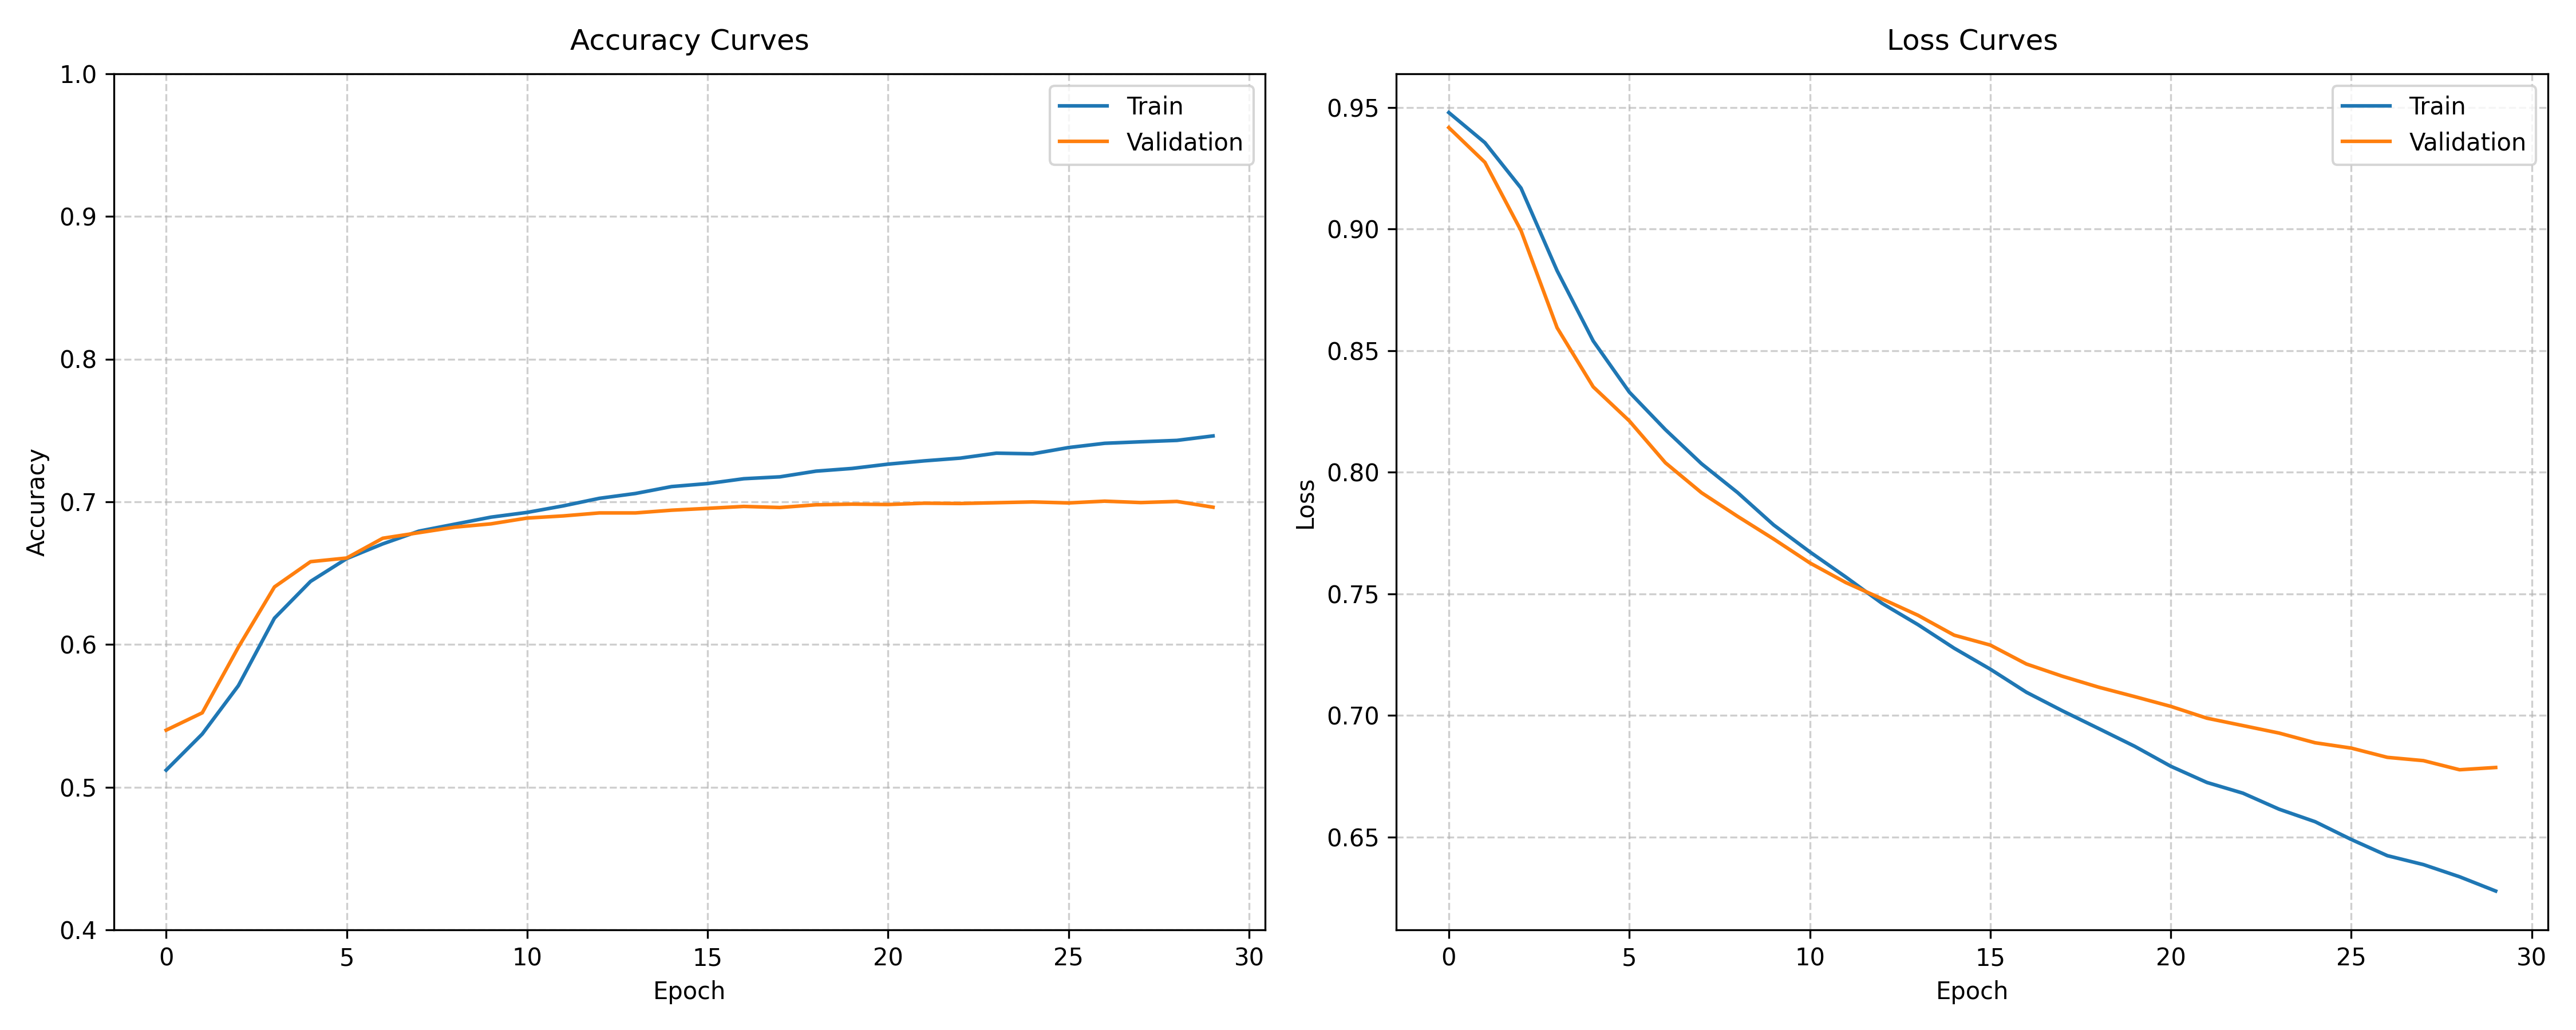 Accuracy Curves
1.0
0.9
0.8
0.7
0.6
0.5
0.4
Accuracy
Train
Validation
0 5 10 15 20 25 30
Epoch
Loss Curves
0.95
0.90
0.85
0.80
0.75
0.70
0.65
Loss
Train
Validation
0 5 10 15 20 25 30
Epoch